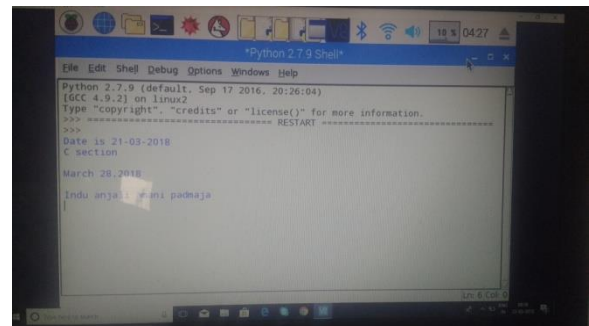 10 % 04:27
*Python 2.7.9 Shell*
File Edit Shell Debug Options Windows Help
Python 2.7.9 (default, Sep 17 2016, 20:26:04)
[GCC 4.9.2] on linux2
Type "copyright", "credits" or "license()" for more information.
>>> ================================ RESTART ================================
>>>
Date is 21-03-2018
C section
March 28,2018
Indu anjali padmaja
Ln: 6 Col: 0